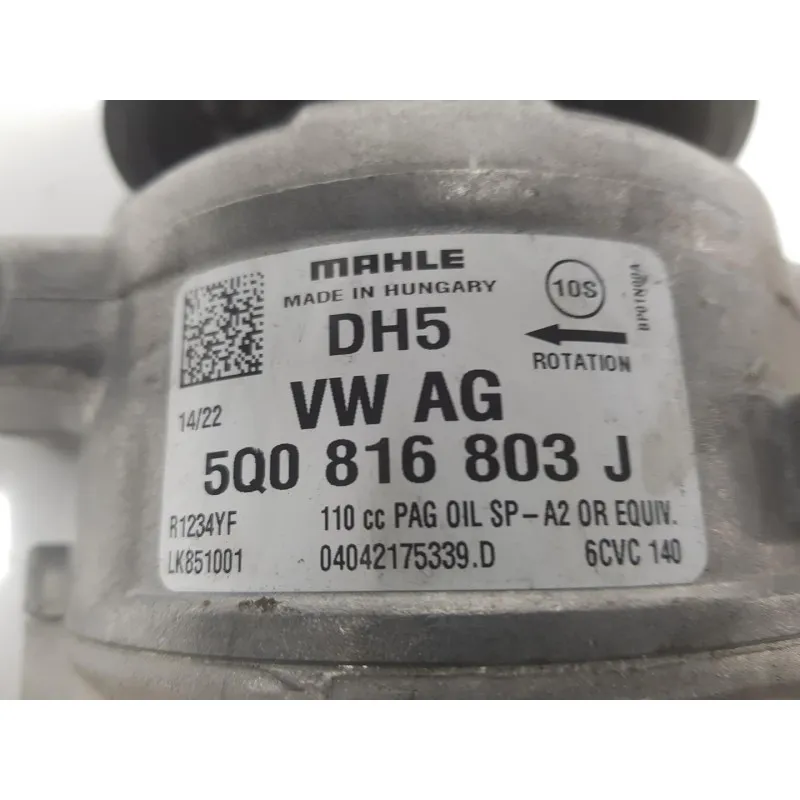 MAHLE
MADE IN HUNGARY
10S
DH5
ROTATION
BP01N00A
14/22
VW AG
5Q0 816 803 J
R1234YF
110 cc PAG OIL SP-A2 OR EQUIV.
LK851001
04042175339.D
6CVC 140